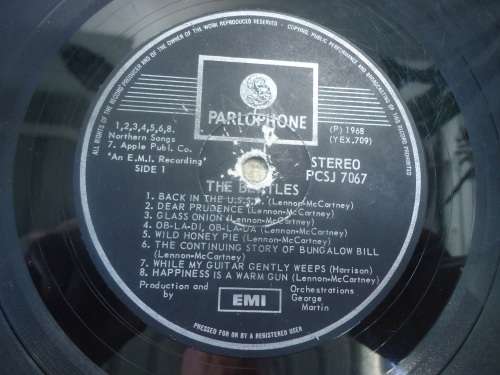 ALL RIGHTS OF THE RECORD PRODUCER AND OF THE OWNER OF THE WORK REPRODUCED RESERVED
COPYING, PUBLIC PERFORMANCE AND BROADCASTING OF THIS RECORD PROHIBITED
PARLOPHONE
1,2,3,4,5,6,8.
Northern Songs
7. Apple Publ. Co.
"An E.M.I. Recording"
SIDE 1
(P) 1968
(YEX.709)
STEREO
PCSJ 7067
THE BEATLES
1. BACK IN THE U.S.S.R. (Lennon-McCartney)
2. DEAR PRUDENCE (Lennon-McCartney)
3. GLASS ONION (Lennon-McCartney)
4. OB-LA-DI, OB-LA-DA (Lennon-McCartney)
5. WILD HONEY PIE (Lennon-McCartney)
6. THE CONTINUING STORY OF BUNGALOW BILL
(Lennon-McCartney)
7. WHILE MY GUITAR GENTLY WEEPS (Harrison)
8. HAPPINESS IS A WARM GUN (Lennon-McCartney)
Production and
by
EMI
Orchestrations
George
Martin
PRESSED FOR OR BY A REGISTERED USER